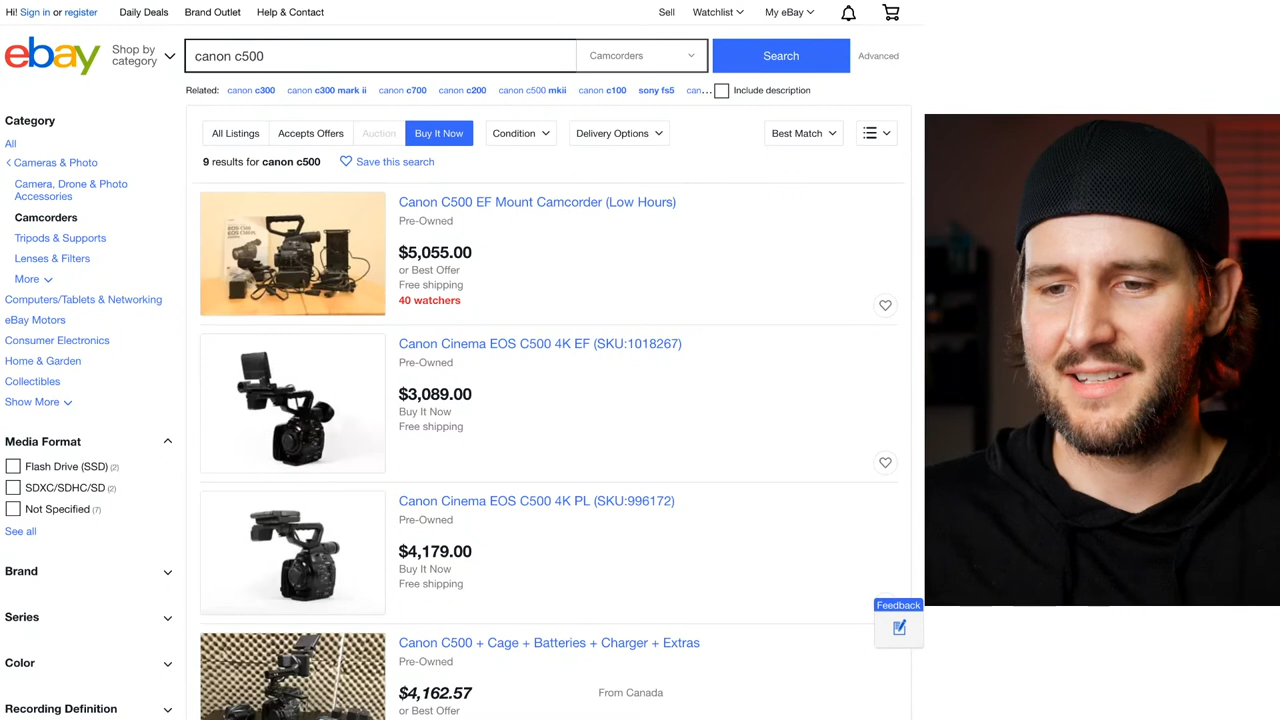 Hi! Sign in or register
Daily Deals
Brand Outlet
Help & Contact
Sell
Watchlist
My eBay
ebay
Shop by
category
canon c500
Camcorders
Search
Advanced
Related:
canon c300
canon c300 mark ii
canon c700
canon c200
canon c500 mkii
canon c100
sony fs5
can...
Include description
Category
All
Cameras & Photo
Camera, Drone & Photo
Accessories
Camcorders
Tripods & Supports
Lenses & Filters
More
Computers/Tablets & Networking
eBay Motors
Consumer Electronics
Home & Garden
Collectibles
Show More
Media Format
Flash Drive (SSD) (2)
SDXC/SDHC/SD (2)
Not Specified (7)
See all
Brand
Series
Color
Recording Definition
All Listings
Accepts Offers
Auction
Buy It Now
Condition
Delivery Options
Best Match
9 results for canon c500
Save this search
Canon C500 EF Mount Camcorder (Low Hours)
Pre-Owned
$5,055.00
or Best Offer
Free shipping
40 watchers
Canon Cinema EOS C500 4K EF (SKU:1018267)
Pre-Owned
$3,089.00
Buy It Now
Free shipping
Canon Cinema EOS C500 4K PL (SKU:996172)
Pre-Owned
$4,179.00
Buy It Now
Free shipping
Canon C500 + Cage + Batteries + Charger + Extras
Pre-Owned
$4,162.57
From Canada
or Best Offer
Feedback